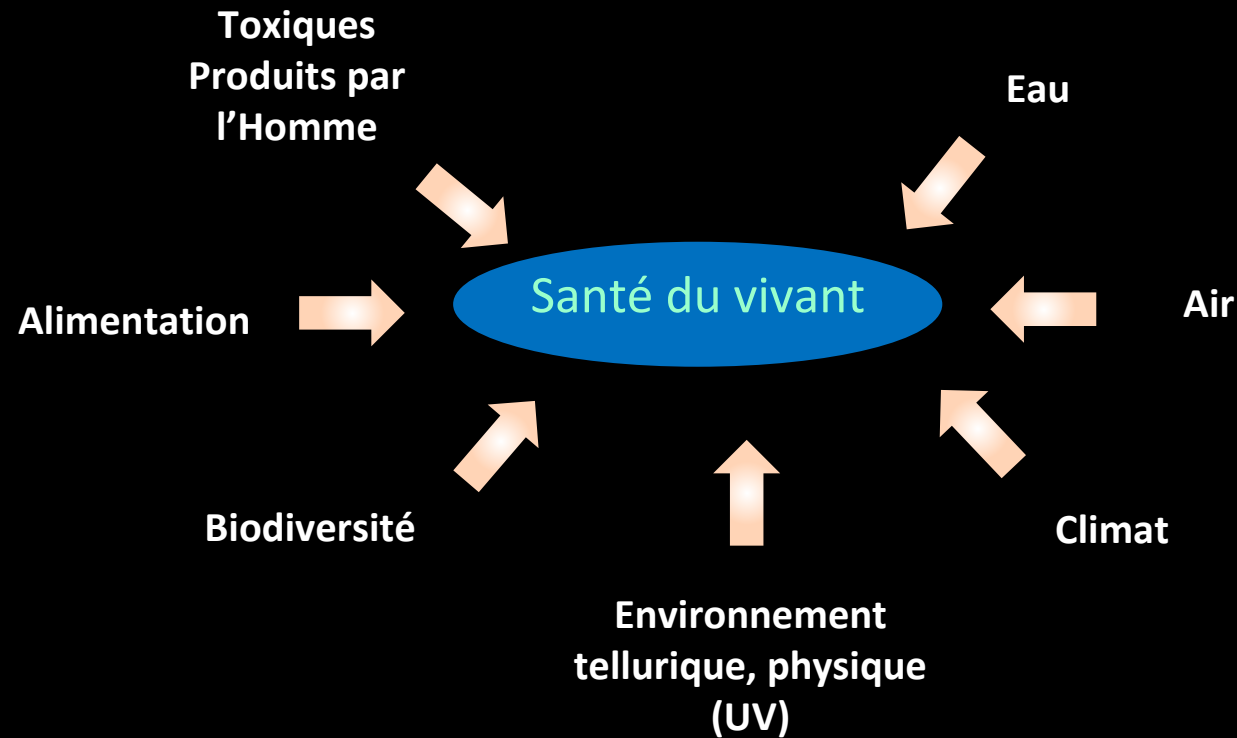 Toxiques
Produits par
l’Homme
Eau
Santé du vivant
Alimentation
Air
Biodiversité
Climat
Environnement
tellurique, physique
(UV)